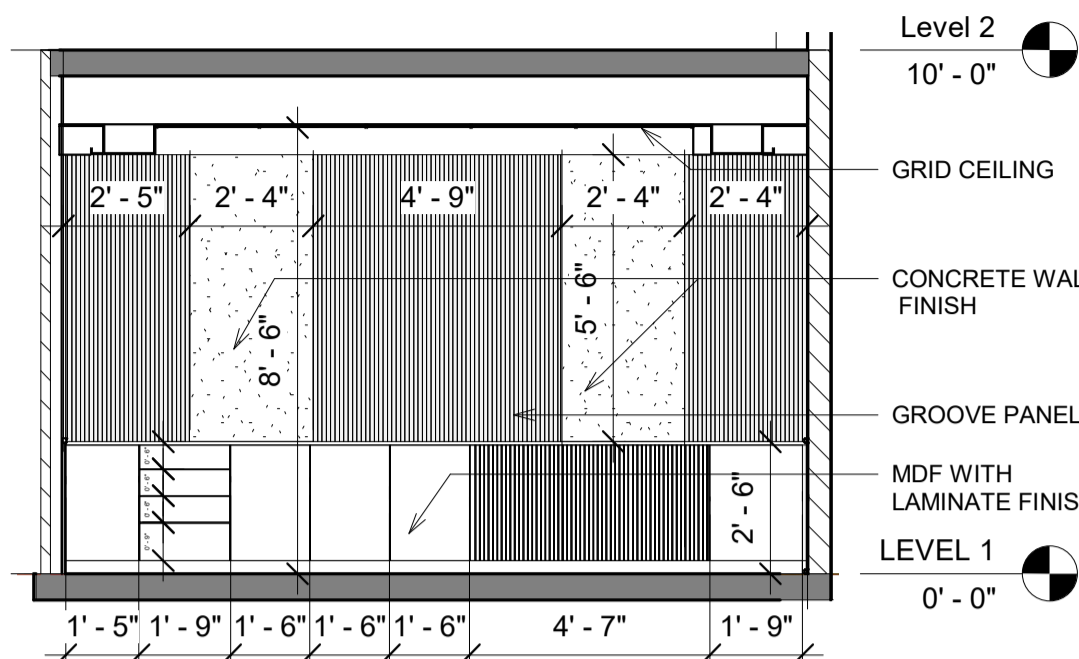 Level 2
10' - 0"
GRID CEILING
2' - 5" 2' - 4" 4' - 9" 2' - 4" 2' - 4"
8' - 6"
5' - 6"
CONCRETE WAL
FINISH
GROOVE PANEL
MDF WITH
LAMINATE FINIS
2' - 6"
LEVEL 1
0' - 0"
1' - 5" 1' - 9" 1' - 6" 1' - 6" 1' - 6" 4' - 7" 1' - 9"